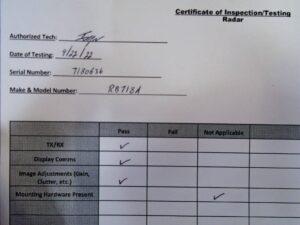 Certificate of Inspection/Testing
Radar
Authorized Tech:
Date of Testing: 9/22/22
Serial Number: 7180636
Make & Model Number: RB718A
Pass Fail Not Applicable
TX/RX ✓
Display Comms ✓
Image Adjustments (Gain,
Clutter, etc.) ✓
Mounting Hardware Present ✓